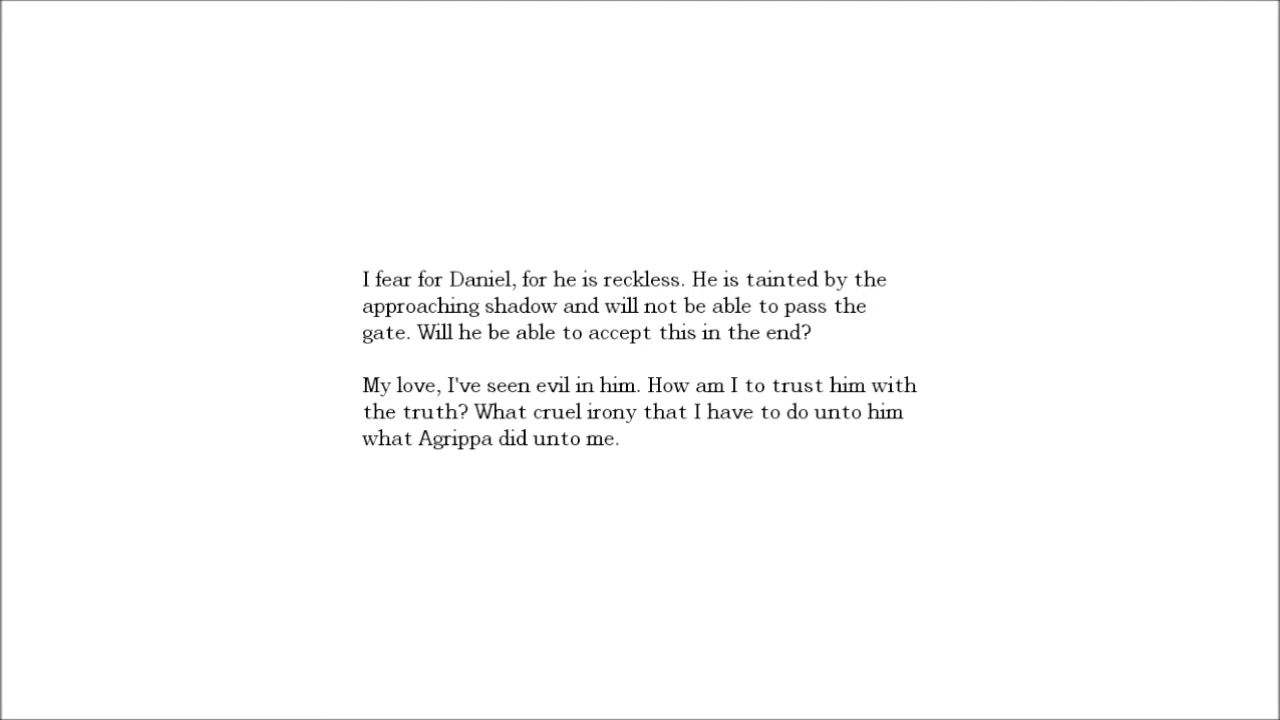 I fear for Daniel, for he is reckless. He is tainted by the
approaching shadow and will not be able to pass the
gate. Will he be able to accept this in the end?
My love, I've seen evil in him. How am I to trust him with
the truth? What cruel irony that I have to do unto him
what Agrippa did unto me.